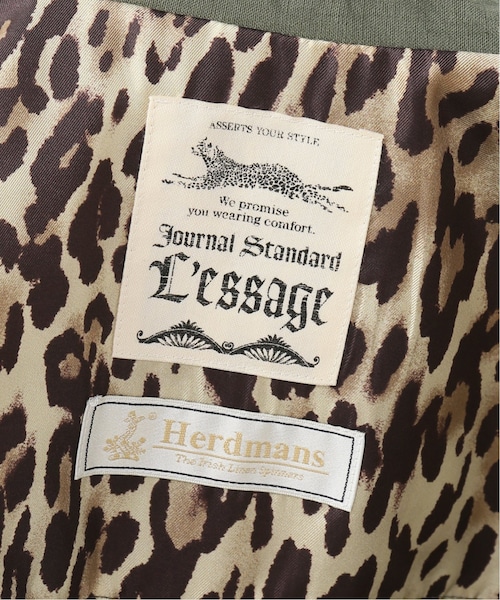 ASSERTS YOUR STYLE
We promise
you wearing comfort.
Journal Standard
L'essage
® Herdmans
The Irish Linen Spinners